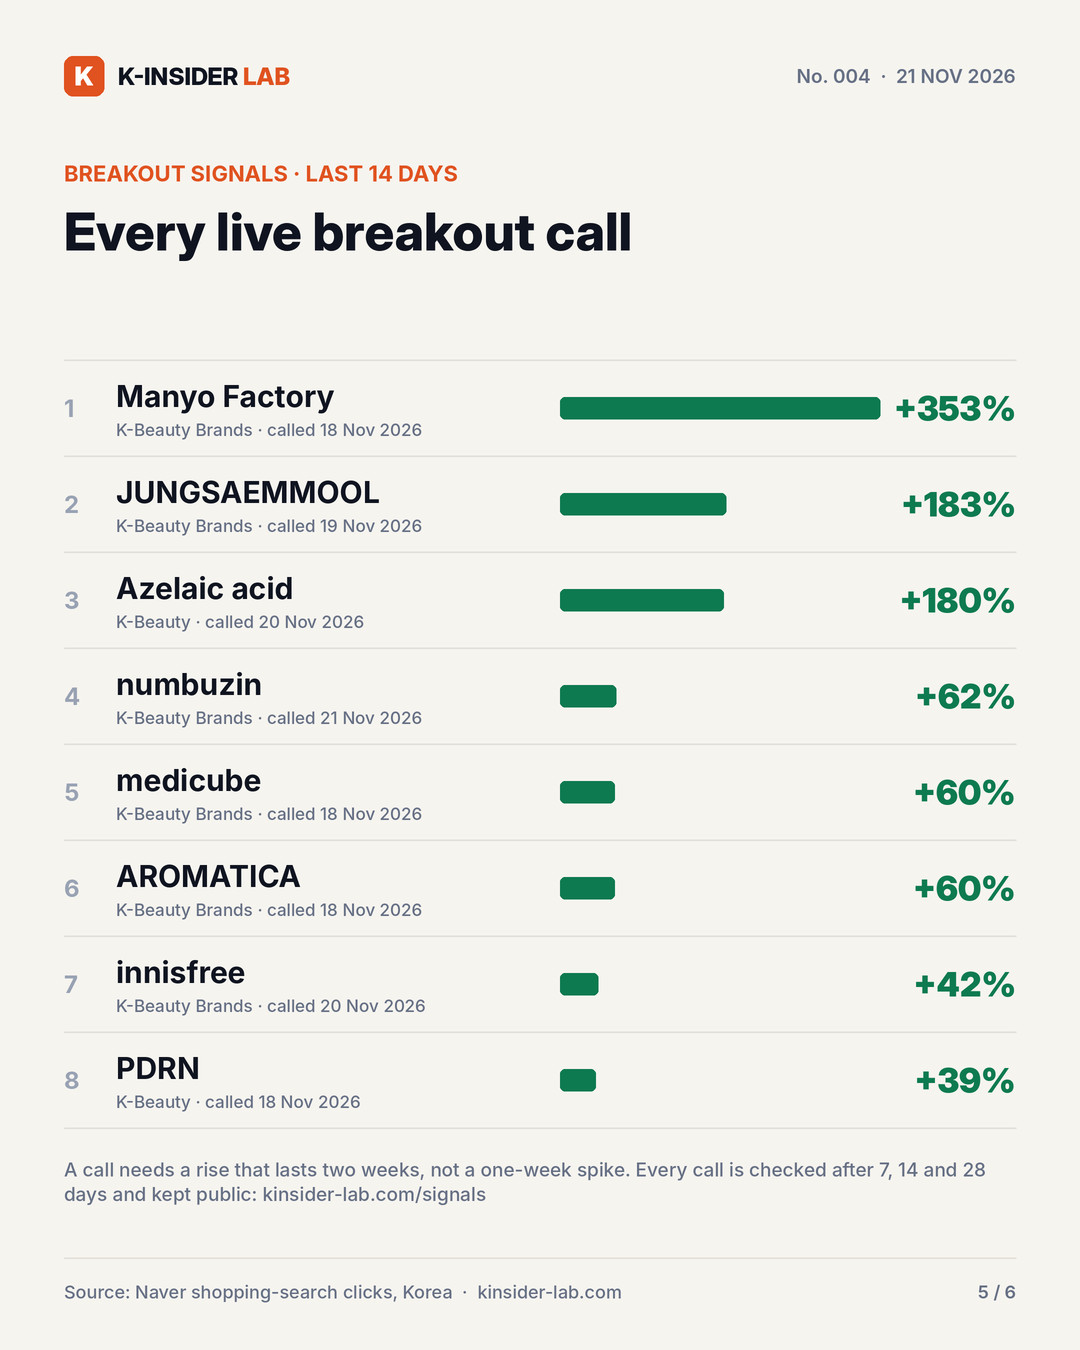 K K-INSIDER LAB
No. 004 · 21 NOV 2026
BREAKOUT SIGNALS · LAST 14 DAYS
Every live breakout call
1 Manyo Factory +353%
K-Beauty Brands · called 18 Nov 2026
2 JUNGSAEMMOOL +183%
K-Beauty Brands · called 19 Nov 2026
3 Azelaic acid +180%
K-Beauty · called 20 Nov 2026
4 numbuzin +62%
K-Beauty Brands · called 21 Nov 2026
5 medicube +60%
K-Beauty Brands · called 18 Nov 2026
6 AROMATICA +60%
K-Beauty Brands · called 18 Nov 2026
7 innisfree +42%
K-Beauty Brands · called 20 Nov 2026
8 PDRN +39%
K-Beauty · called 18 Nov 2026
A call needs a rise that lasts two weeks, not a one-week spike. Every call is checked after 7, 14 and 28
days and kept public: kinsider-lab.com/signals
Source: Naver shopping-search clicks, Korea · kinsider-lab.com
5 / 6